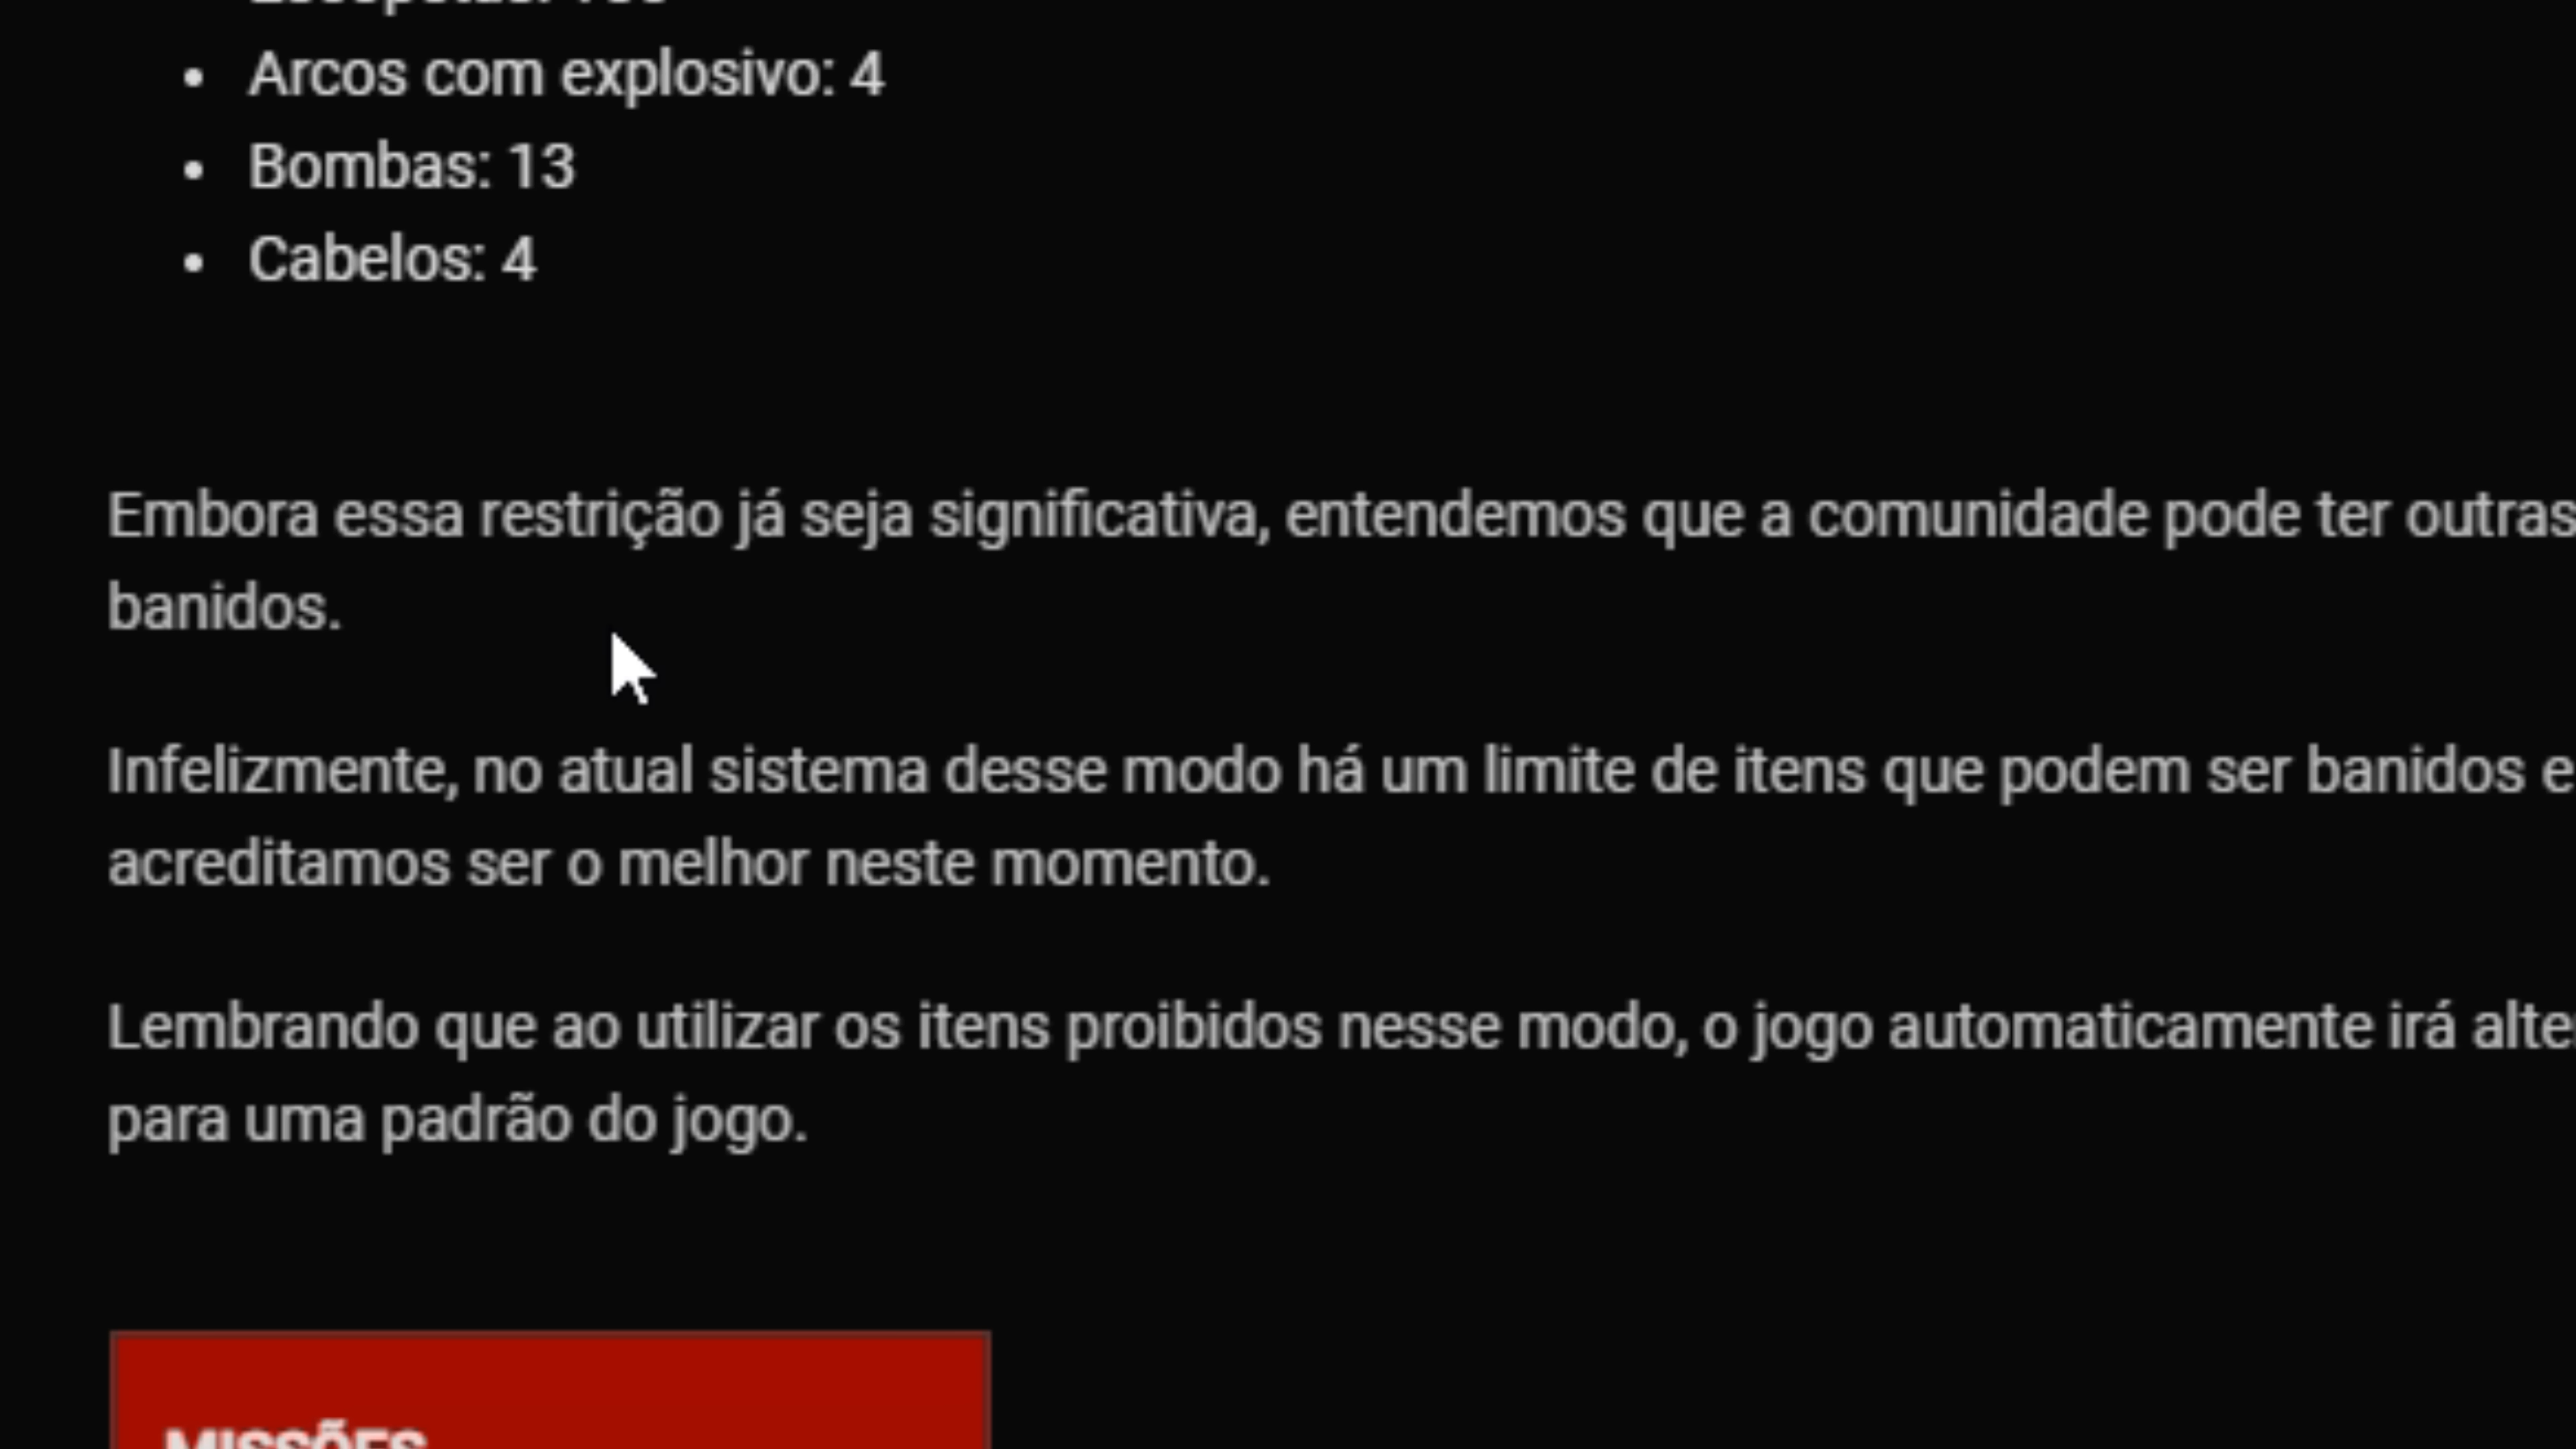 Arcos com explosivo: 4
Bombas: 13
Cabelos: 4
Embora essa restrição já seja significativa, entendemos que a comunidade pode ter outras
banidos.
Infelizmente, no atual sistema desse modo há um limite de itens que podem ser banidos e
acreditamos ser o melhor neste momento.
Lembrando que ao utilizar os itens proibidos nesse modo, o jogo automaticamente irá
para uma padrão do jogo.
MISSÕES